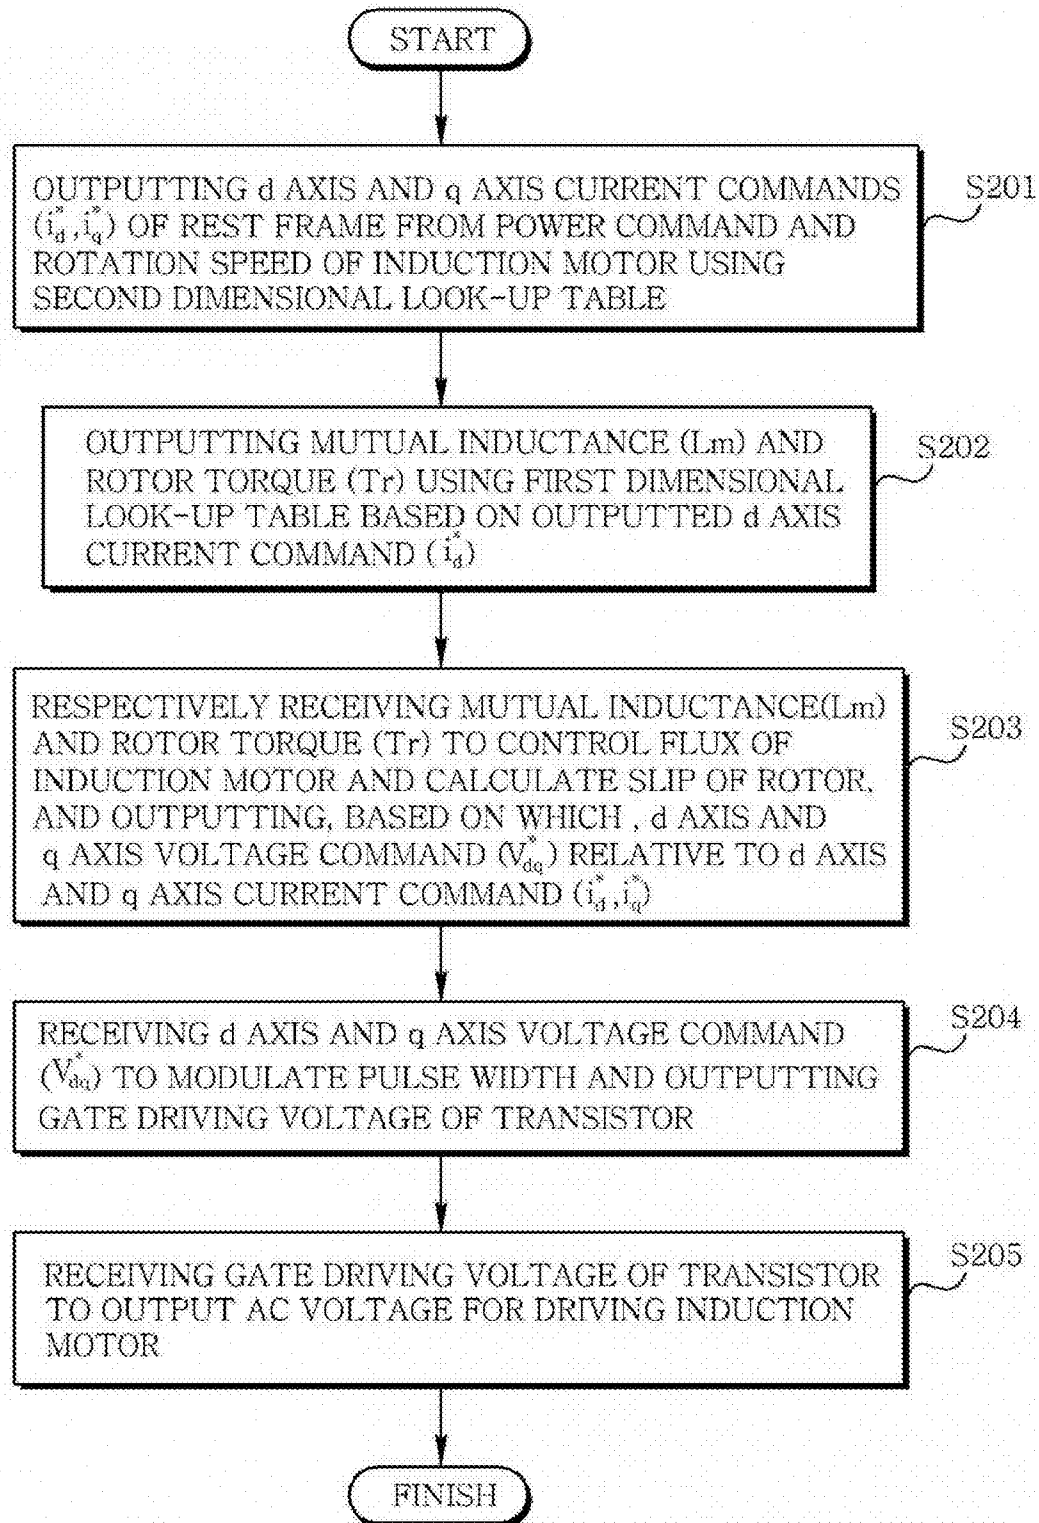 START
OUTPUTTING d AXIS AND q AXIS CURRENT COMMANDS
(i*d, i*q) OF REST FRAME FROM POWER COMMAND AND
ROTATION SPEED OF INDUCTION MOTOR USING
SECOND DIMENSIONAL LOOK-UP TABLE
S201
OUTPUTTING MUTUAL INDUCTANCE (Lm) AND
ROTOR TORQUE (Tr) USING FIRST DIMENSIONAL
LOOK-UP TABLE BASED ON OUTPUTTED d AXIS
CURRENT COMMAND (i*d)
S202
RESPECTIVELY RECEIVING MUTUAL INDUCTANCE(Lm)
AND ROTOR TORQUE (Tr) TO CONTROL FLUX OF
INDUCTION MOTOR AND CALCULATE SLIP OF ROTOR,
AND OUTPUTTING, BASED ON WHICH , d AXIS AND
q AXIS VOLTAGE COMMAND (V*dq) RELATIVE TO d AXIS
AND q AXIS CURRENT COMMAND (i*d, i*q)
S203
RECEIVING d AXIS AND q AXIS VOLTAGE COMMAND
(V*dq) TO MODULATE PULSE WIDTH AND OUTPUTTING
GATE DRIVING VOLTAGE OF TRANSISTOR
S204
RECEIVING GATE DRIVING VOLTAGE OF TRANSISTOR
TO OUTPUT AC VOLTAGE FOR DRIVING INDUCTION
MOTOR
S205
FINISH